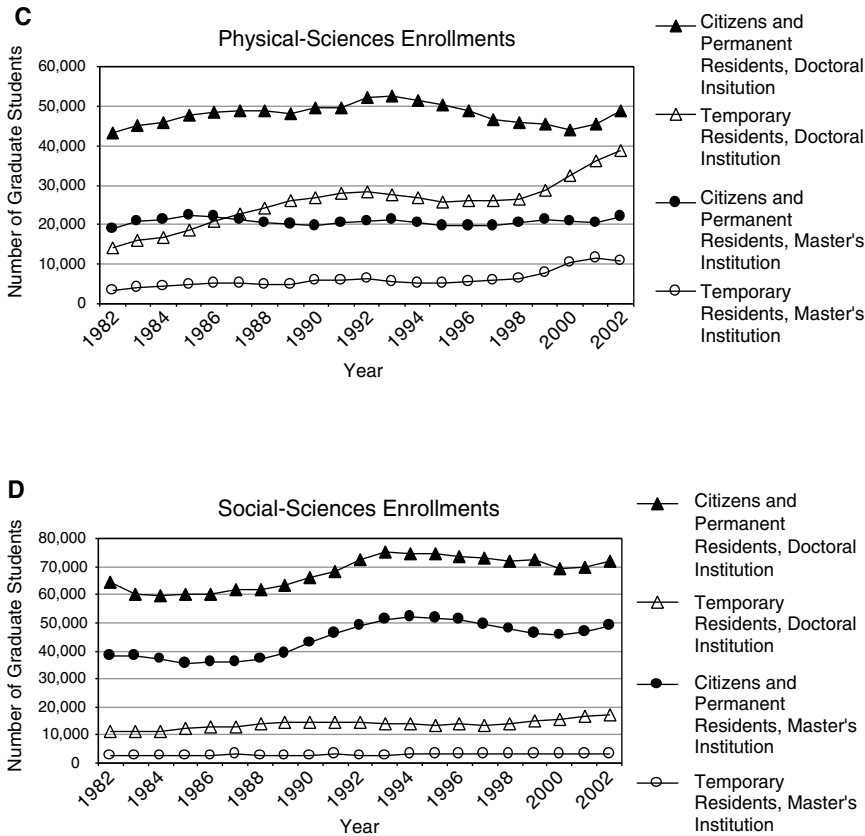 C
Physical-Sciences Enrollments
Number of Graduate Students
60,000
50,000
40,000
30,000
20,000
10,000
0
1982
1984
1986
1988
1990
1992
1994
1996
1998
2000
2002
Year
Citizens and
Permanent
Residents, Doctoral
Insitution
Temporary
Residents, Doctoral
Institution
Citizens and
Permanent
Residents, Master's
Institution
Temporary
Residents, Master's
Institution
D
Social-Sciences Enrollments
Number of Graduate Students
80,000
70,000
60,000
50,000
40,000
30,000
20,000
10,000
0
1982
1984
1986
1988
1990
1992
1994
1996
1998
2000
2002
Year
Citizens and
Permanent
Residents, Doctoral
Institution
Temporary
Residents, Doctoral
Institution
Citizens and
Permanent
Residents, Master's
Institution
Temporary
Residents, Master's
Institution